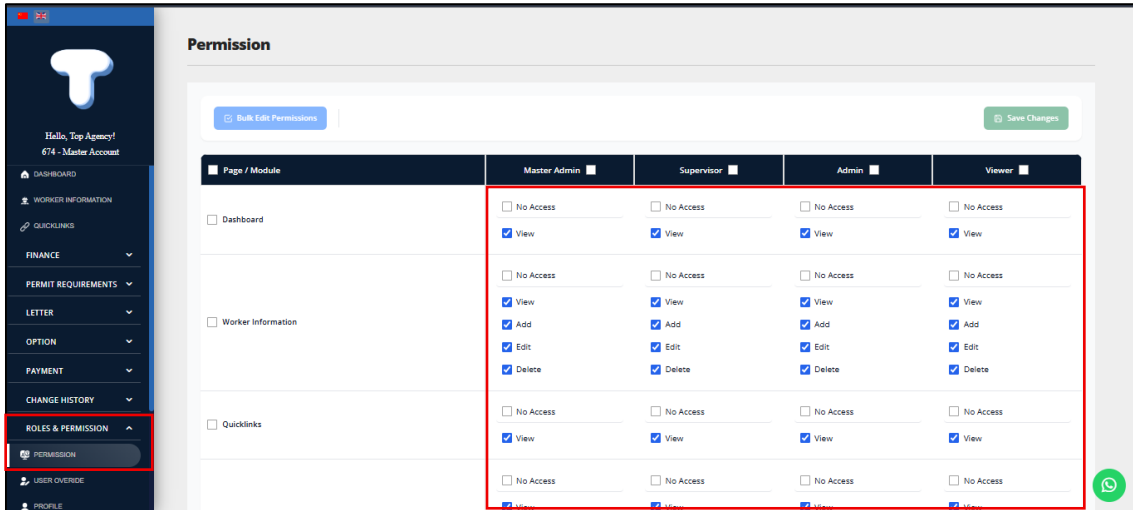 T
Hello, Top Agency!
674 - Master Account
DASHBOARD
WORKER INFORMATION
QUICKLINKS
FINANCE
PERMIT REQUIREMENTS
LETTER
OPTION
PAYMENT
CHANGE HISTORY
ROLES & PERMISSION
PERMISSION
USER OVERIDE
PROFILE
Permission
Bulk Edit Permissions
Save Changes
Page / Module Master Admin Supervisor Admin Viewer
Dashboard
No Access No Access No Access No Access
View View View View
Worker Information
No Access No Access No Access No Access
View View View View
Add Add Add Add
Edit Edit Edit Edit
Delete Delete Delete Delete
Quicklinks
No Access No Access No Access No Access
View View View View
No Access No Access No Access No Access
View View View View